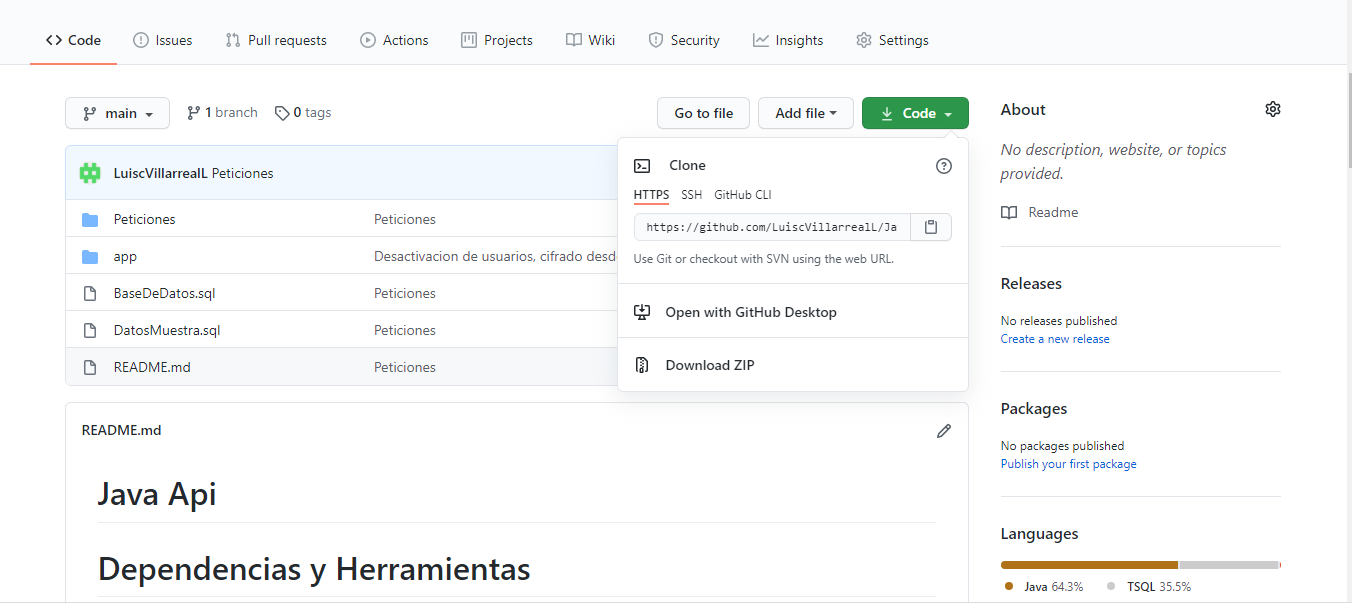 Code Issues Pull requests Actions Projects Wiki Security Insights Settings
main 1 branch 0 tags Go to file Add file Code
LuiscVillarrealL Peticiones
Peticiones Peticiones
app Desactivacion de usuarios, cifrado desd
BaseDeDatos.sql Peticiones
DatosMuestra.sql Peticiones
README.md Peticiones
Clone
HTTPS SSH GitHub CLI
https://github.com/LuiscVillarrealL/Ja
Use Git or checkout with SVN using the web URL.
Open with GitHub Desktop
Download ZIP
README.md
Java Api
Dependencias y Herramientas
About
No description, website, or topics
provided.
Readme
Releases
No releases published
Create a new release
Packages
No packages published
Publish your first package
Languages
Java 64.3% TSQL 35.5%